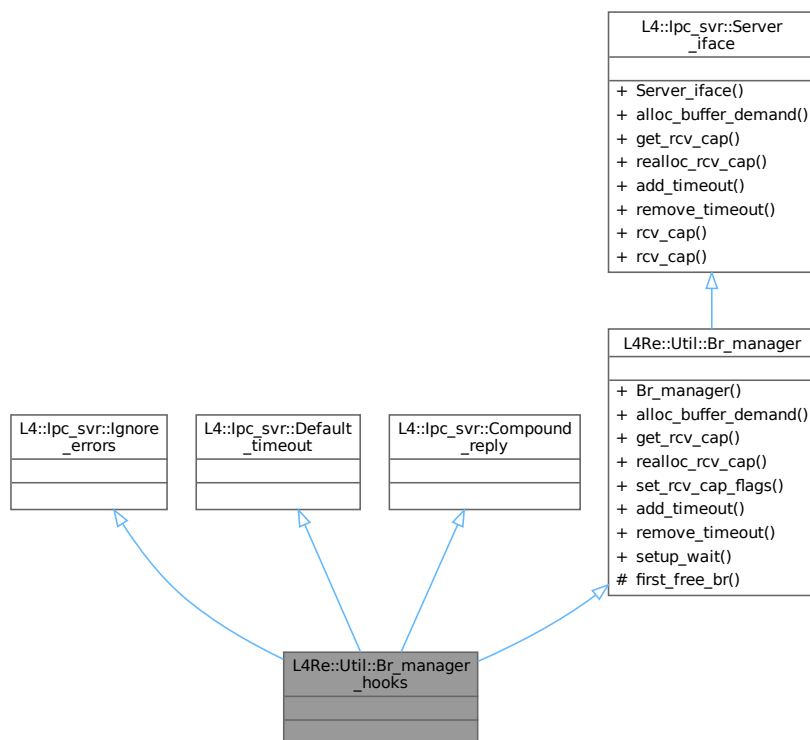 L4::Ipc_svr::Server
_iface
+ Server_iface()
+ alloc_buffer_demand()
+ get_rcv_cap()
+ realloc_rcv_cap()
+ add_timeout()
+ remove_timeout()
+ rcv_cap()
+ rcv_cap()
L4Re::Util::Br_manager
+ Br_manager()
+ alloc_buffer_demand()
+ get_rcv_cap()
+ realloc_rcv_cap()
+ set_rcv_cap_flags()
+ add_timeout()
+ remove_timeout()
+ setup_wait()
# first_free_br()
L4::Ipc_svr::Ignore
_errors
L4::Ipc_svr::Default
_timeout
L4::Ipc_svr::Compound
_reply
L4Re::Util::Br_manager
_hooks